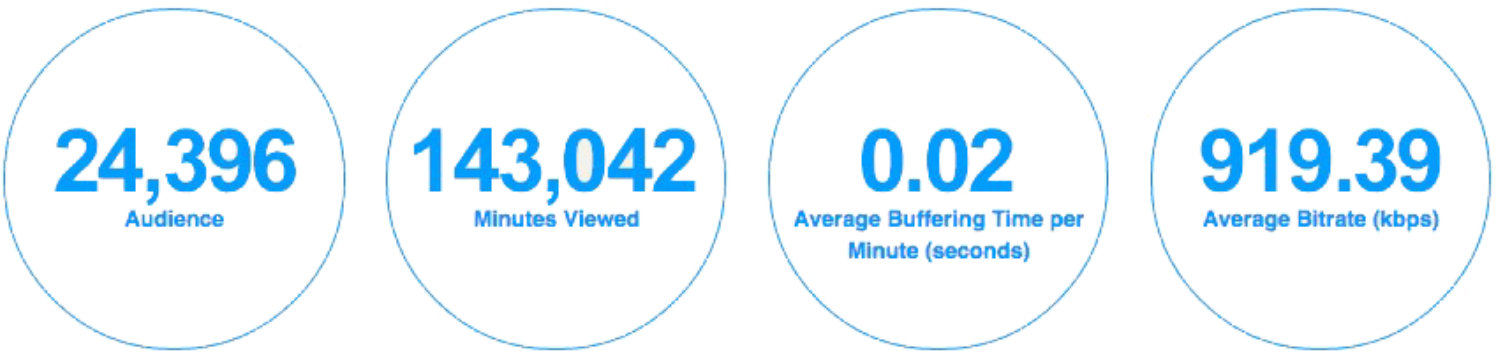 24,396
Audience
143,042
Minutes Viewed
0.02
Average Buffering Time per
Minute (seconds)
919.39
Average Bitrate (kbps)